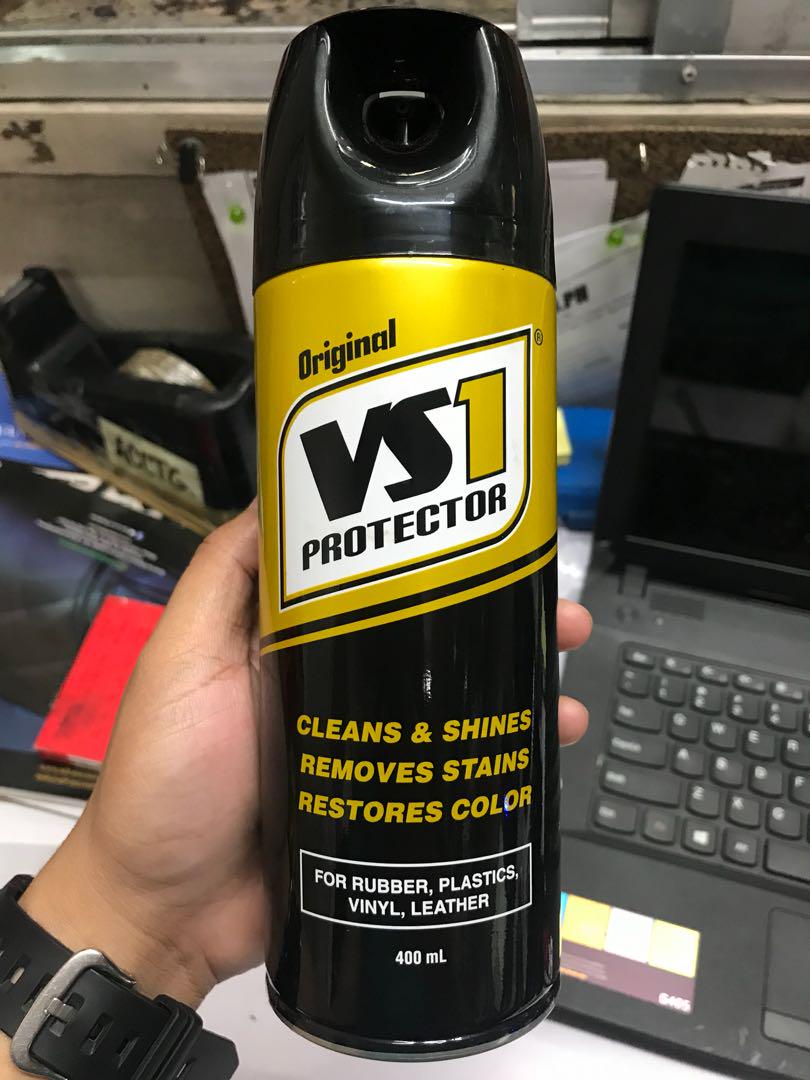 Original
®
VS1
PROTECTOR
CLEANS & SHINES
REMOVES STAINS
RESTORES COLOR
FOR RUBBER, PLASTICS,
VINYL, LEATHER
400 mL